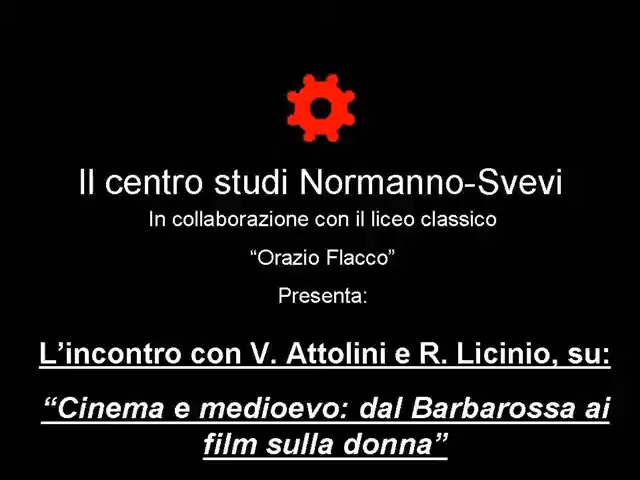 Il centro studi Normanno-Svevi
In collaborazione con il liceo classico
“Orazio Flacco”
Presenta:
L’incontro con V. Attolini e R. Licinio, su:
“Cinema e medioevo: dal Barbarossa ai
film sulla donna”